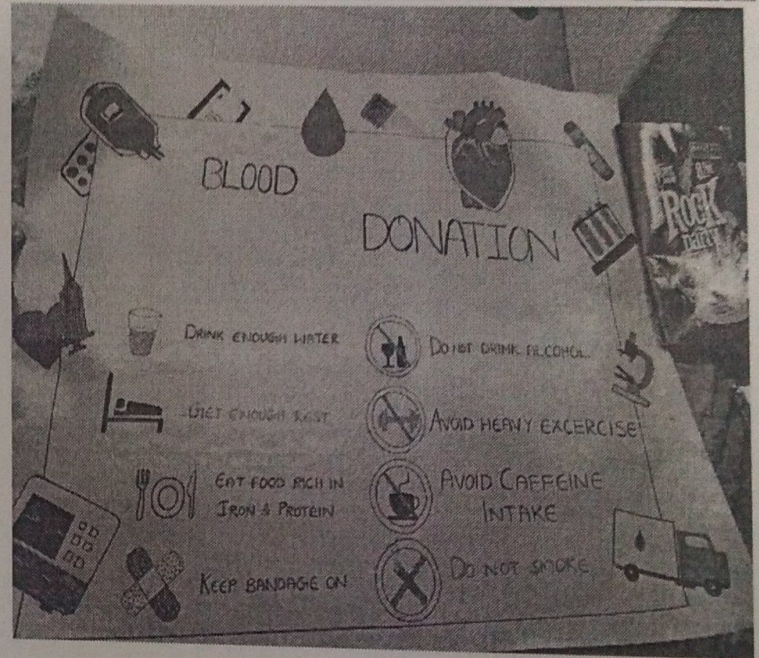 BLOOD
DONATION
DRINK ENOUGH WATER
DO NOT DRINK ALCOHOL
GET ENOUGH REST
AVOID HEAVY EXCERCISE
EAT FOOD RICH IN
IRON & PROTEIN
AVOID CAFFEINE
INTAKE
KEEP BANDAGE ON
DO NOT SMOKE
ROCK